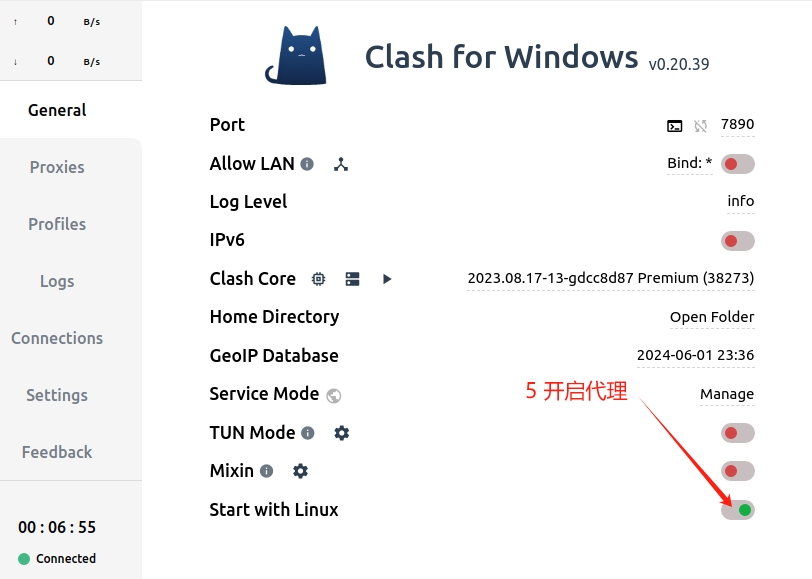 ↑ 0 B/s
↓ 0 B/s
General
Proxies
Profiles
Logs
Connections
Settings
Feedback
00 : 06 : 55
Connected
Clash for Windows v0.20.39
Port 7890
Allow LAN Bind: *
Log Level info
IPv6
Clash Core 2023.08.17-13-gdcc8d87 Premium (38273)
Home Directory Open Folder
GeoIP Database 2024-06-01 23:36
5 开启代理
Service Mode Manage
TUN Mode
Mixin
Start with Linux